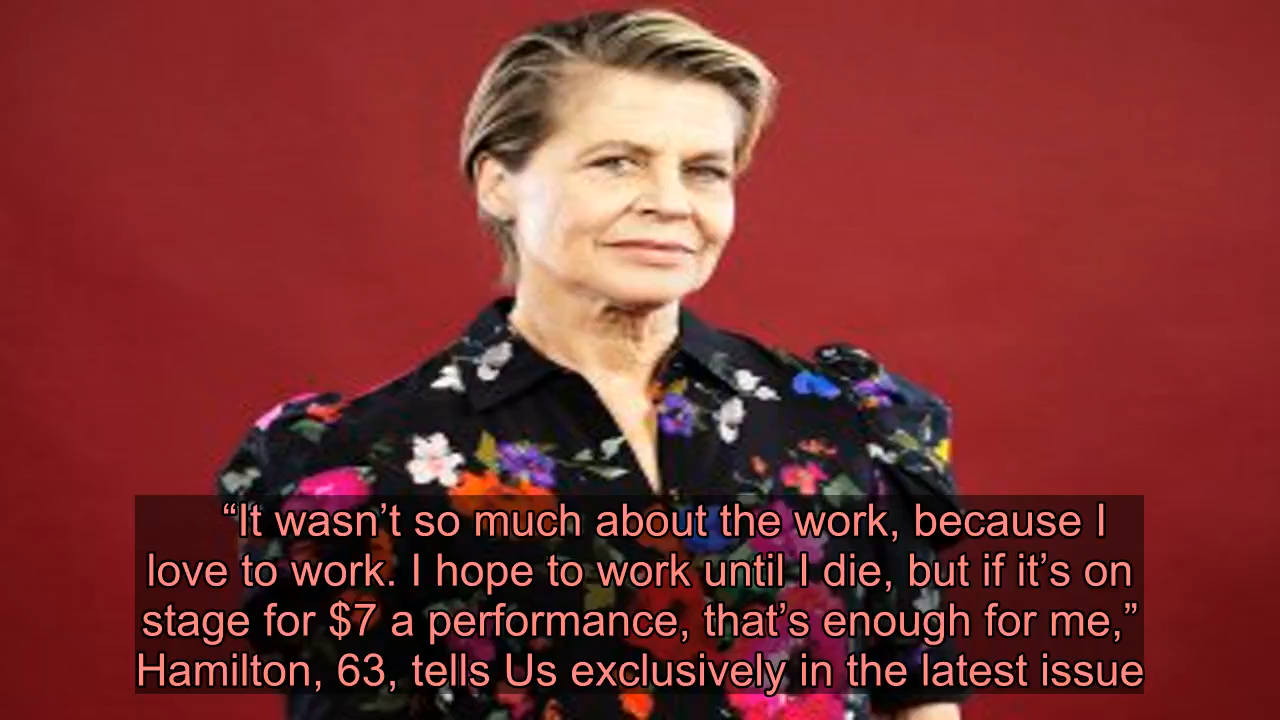 “It wasn’t so much about the work, because I
love to work. I hope to work until I die, but if it’s on
stage for $7 a performance, that’s enough for me,”
Hamilton, 63, tells Us exclusively in the latest issue